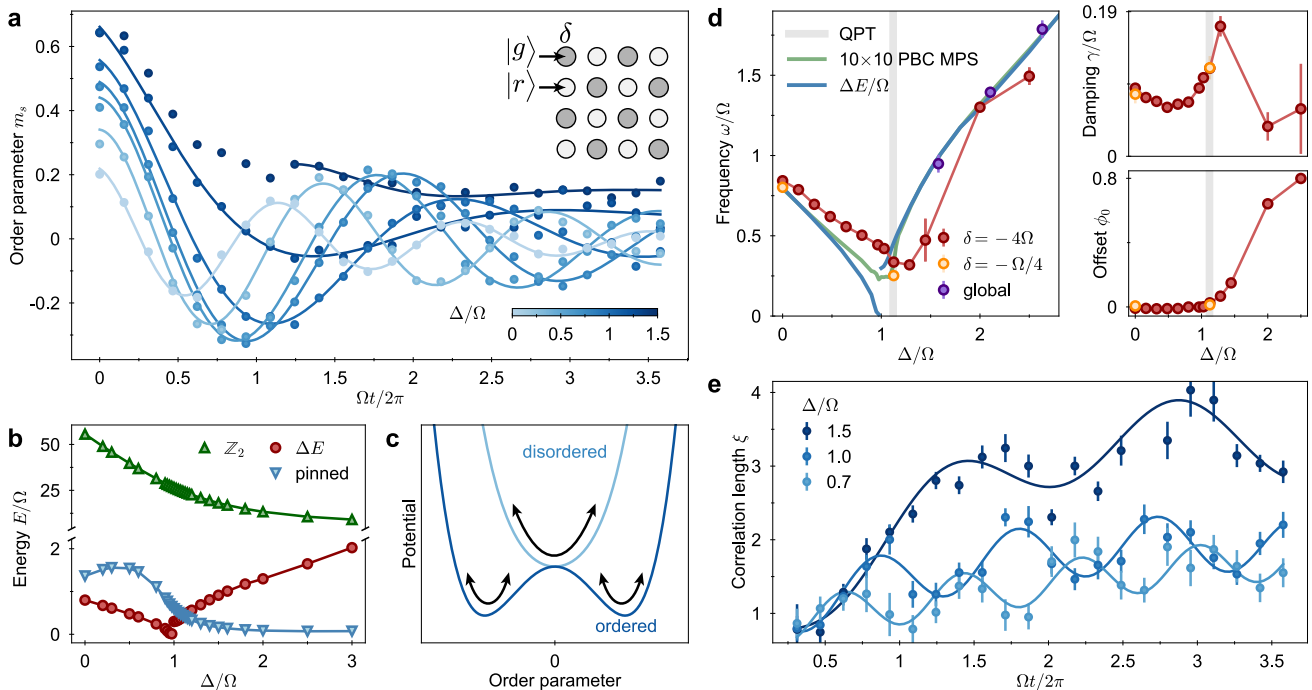 a
Order parameter m_s
0.6
0.4
0.2
0
-0.2
0
0.5
1
1.5
2
2.5
3
3.5
Ωt/2π
δ
|g⟩
|r⟩
Δ/Ω
0
0.5
1
1.5
b
Energy E/Ω
50
25
2
0
ℤ₂
ΔE
pinned
0
1
2
3
Δ/Ω
c
Potential
disordered
ordered
0
Order parameter
d
Frequency ω/Ω
1.5
1
0.5
0
QPT
10×10 PBC MPS
ΔE/Ω
δ = −4Ω
δ = −Ω/4
global
0
1
2
Δ/Ω
Damping γ/Ω
0.19
0
Offset ϕ₀
0.8
0
0
1
2
Δ/Ω
e
Correlation length ξ
4
3
2
1
Δ/Ω
1.5
1.0
0.7
0.5
1
1.5
2
2.5
3
3.5
Ωt/2π